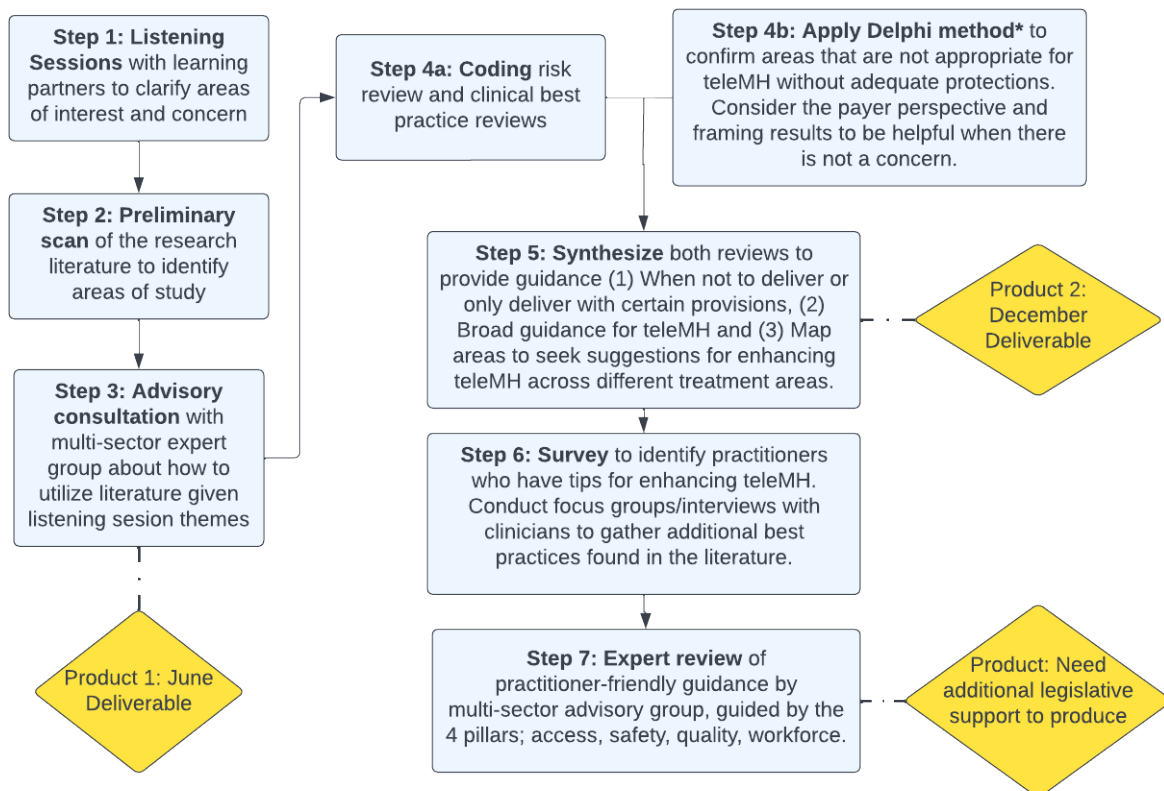 Step 1: Listening
Sessions with learning
partners to clarify areas
of interest and concern
Step 2: Preliminary
scan of the research
literature to identify
areas of study
Step 3: Advisory
consultation with
multi-sector expert
group about how to
utilize literature given
listening sesion themes
Product 1: June
Deliverable
Step 4a: Coding risk
review and clinical best
practice reviews
Step 4b: Apply Delphi method* to
confirm areas that are not appropriate for
teleMH without adequate protections.
Consider the payer perspective and
framing results to be helpful when there
is not a concern.
Step 5: Synthesize both reviews to
provide guidance (1) When not to deliver or
only deliver with certain provisions, (2)
Broad guidance for teleMH and (3) Map
areas to seek suggestions for enhancing
teleMH across different treatment areas.
Product 2:
December
Deliverable
Step 6: Survey to identify practitioners
who have tips for enhancing teleMH.
Conduct focus groups/interviews with
clinicians to gather additional best
practices found in the literature.
Step 7: Expert review of
practitioner-friendly guidance by
multi-sector advisory group, guided by the
4 pillars; access, safety, quality, workforce.
Product: Need
additional legislative
support to produce